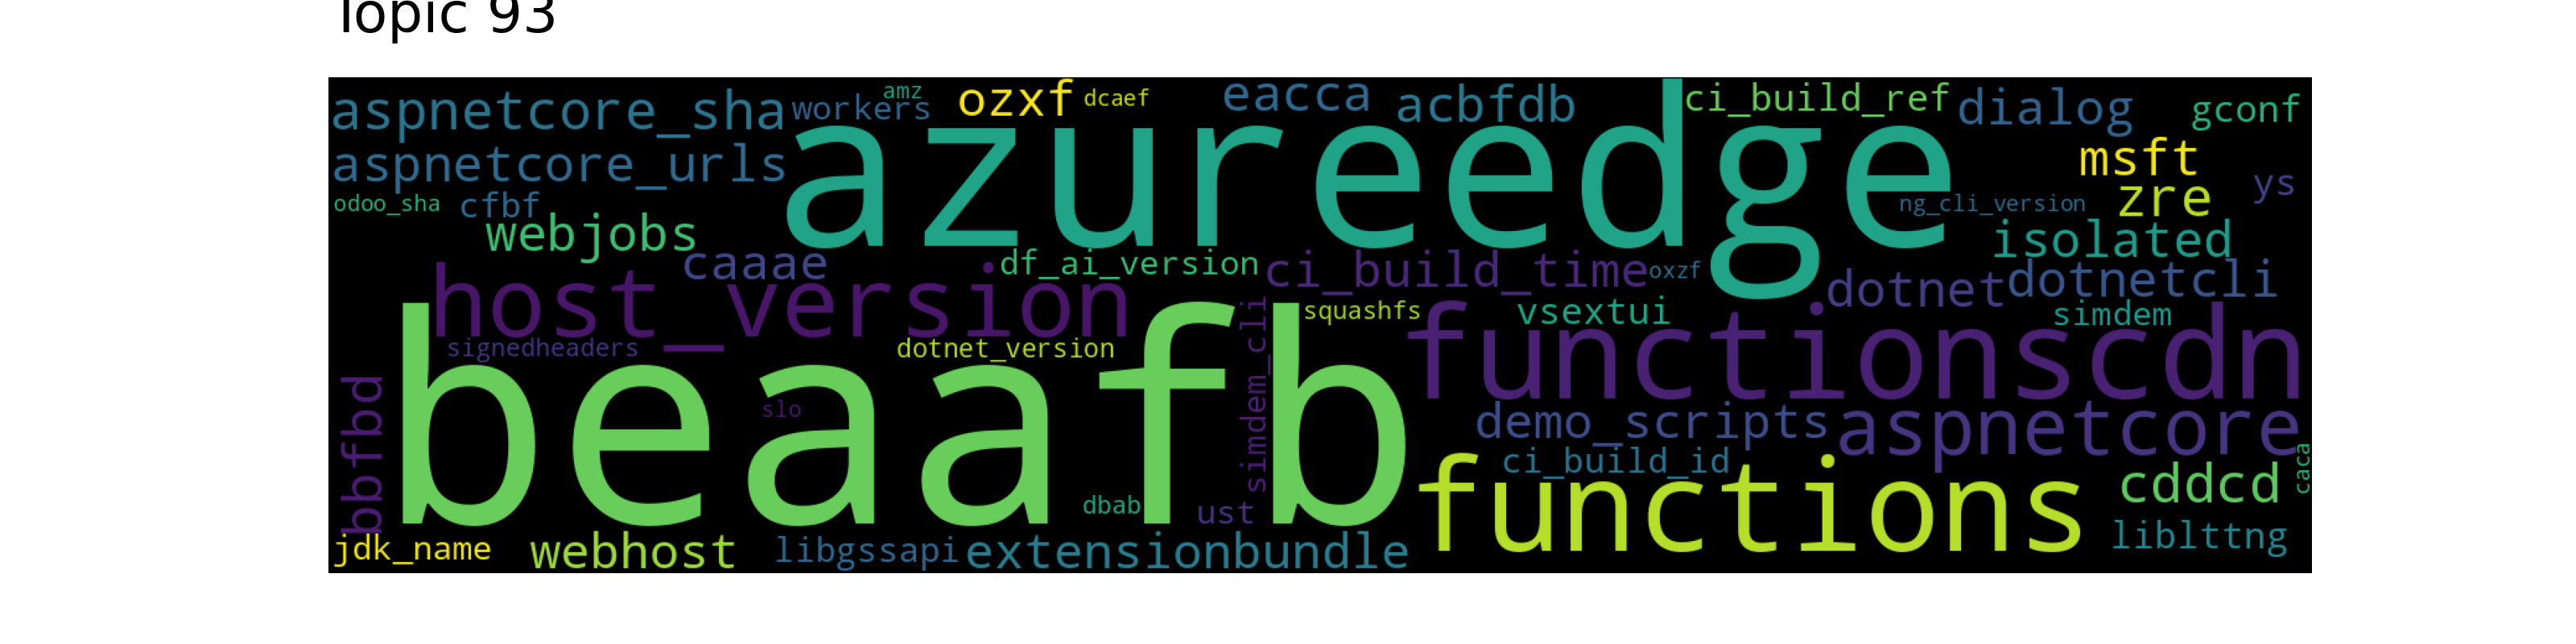 Topic 93
aspnetcore_sha workers amz ozxf dcaef eacca acbfdb ci_build_ref dialog gconf
aspnetcore_urls azureedge msft
odoo_sha cfbf ng_cli_version zre ys
webjobs isolated
caaae df_ai_version ci_build_time oxzf dotnet dotnetcli
host_version squashfs vsextui simdem
signedheaders dotnet_version simdem_cli functionscdn
bbfbd beaafb slo demo_scripts aspnetcore
ci_build_id
dbab ust functions cddcd caca
jdk_name webhost libgssapi extensionbundle liblttng